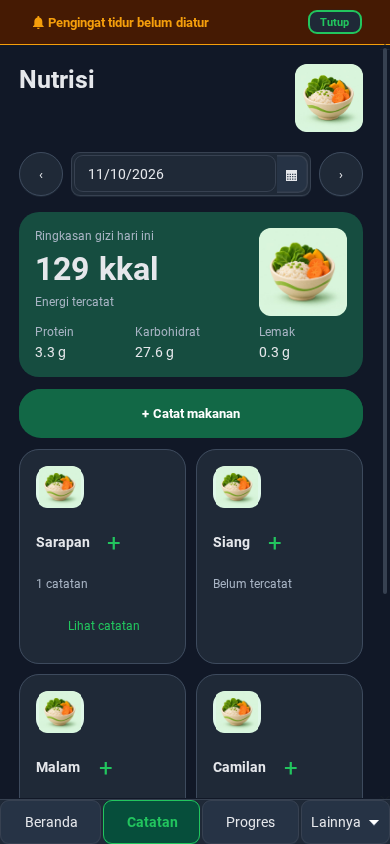 🔔 Pengingat tidur belum diatur
Tutup
Nutrisi
‹
11/10/2026
›
Ringkasan gizi hari ini
129 kkal
Energi tercatat
Protein Karbohidrat Lemak
3.3 g 27.6 g 0.3 g
+ Catat makanan
Sarapan +
1 catatan
Lihat catatan
Siang +
Belum tercatat
Malam +
Camilan +
Beranda Catatan Progres Lainnya